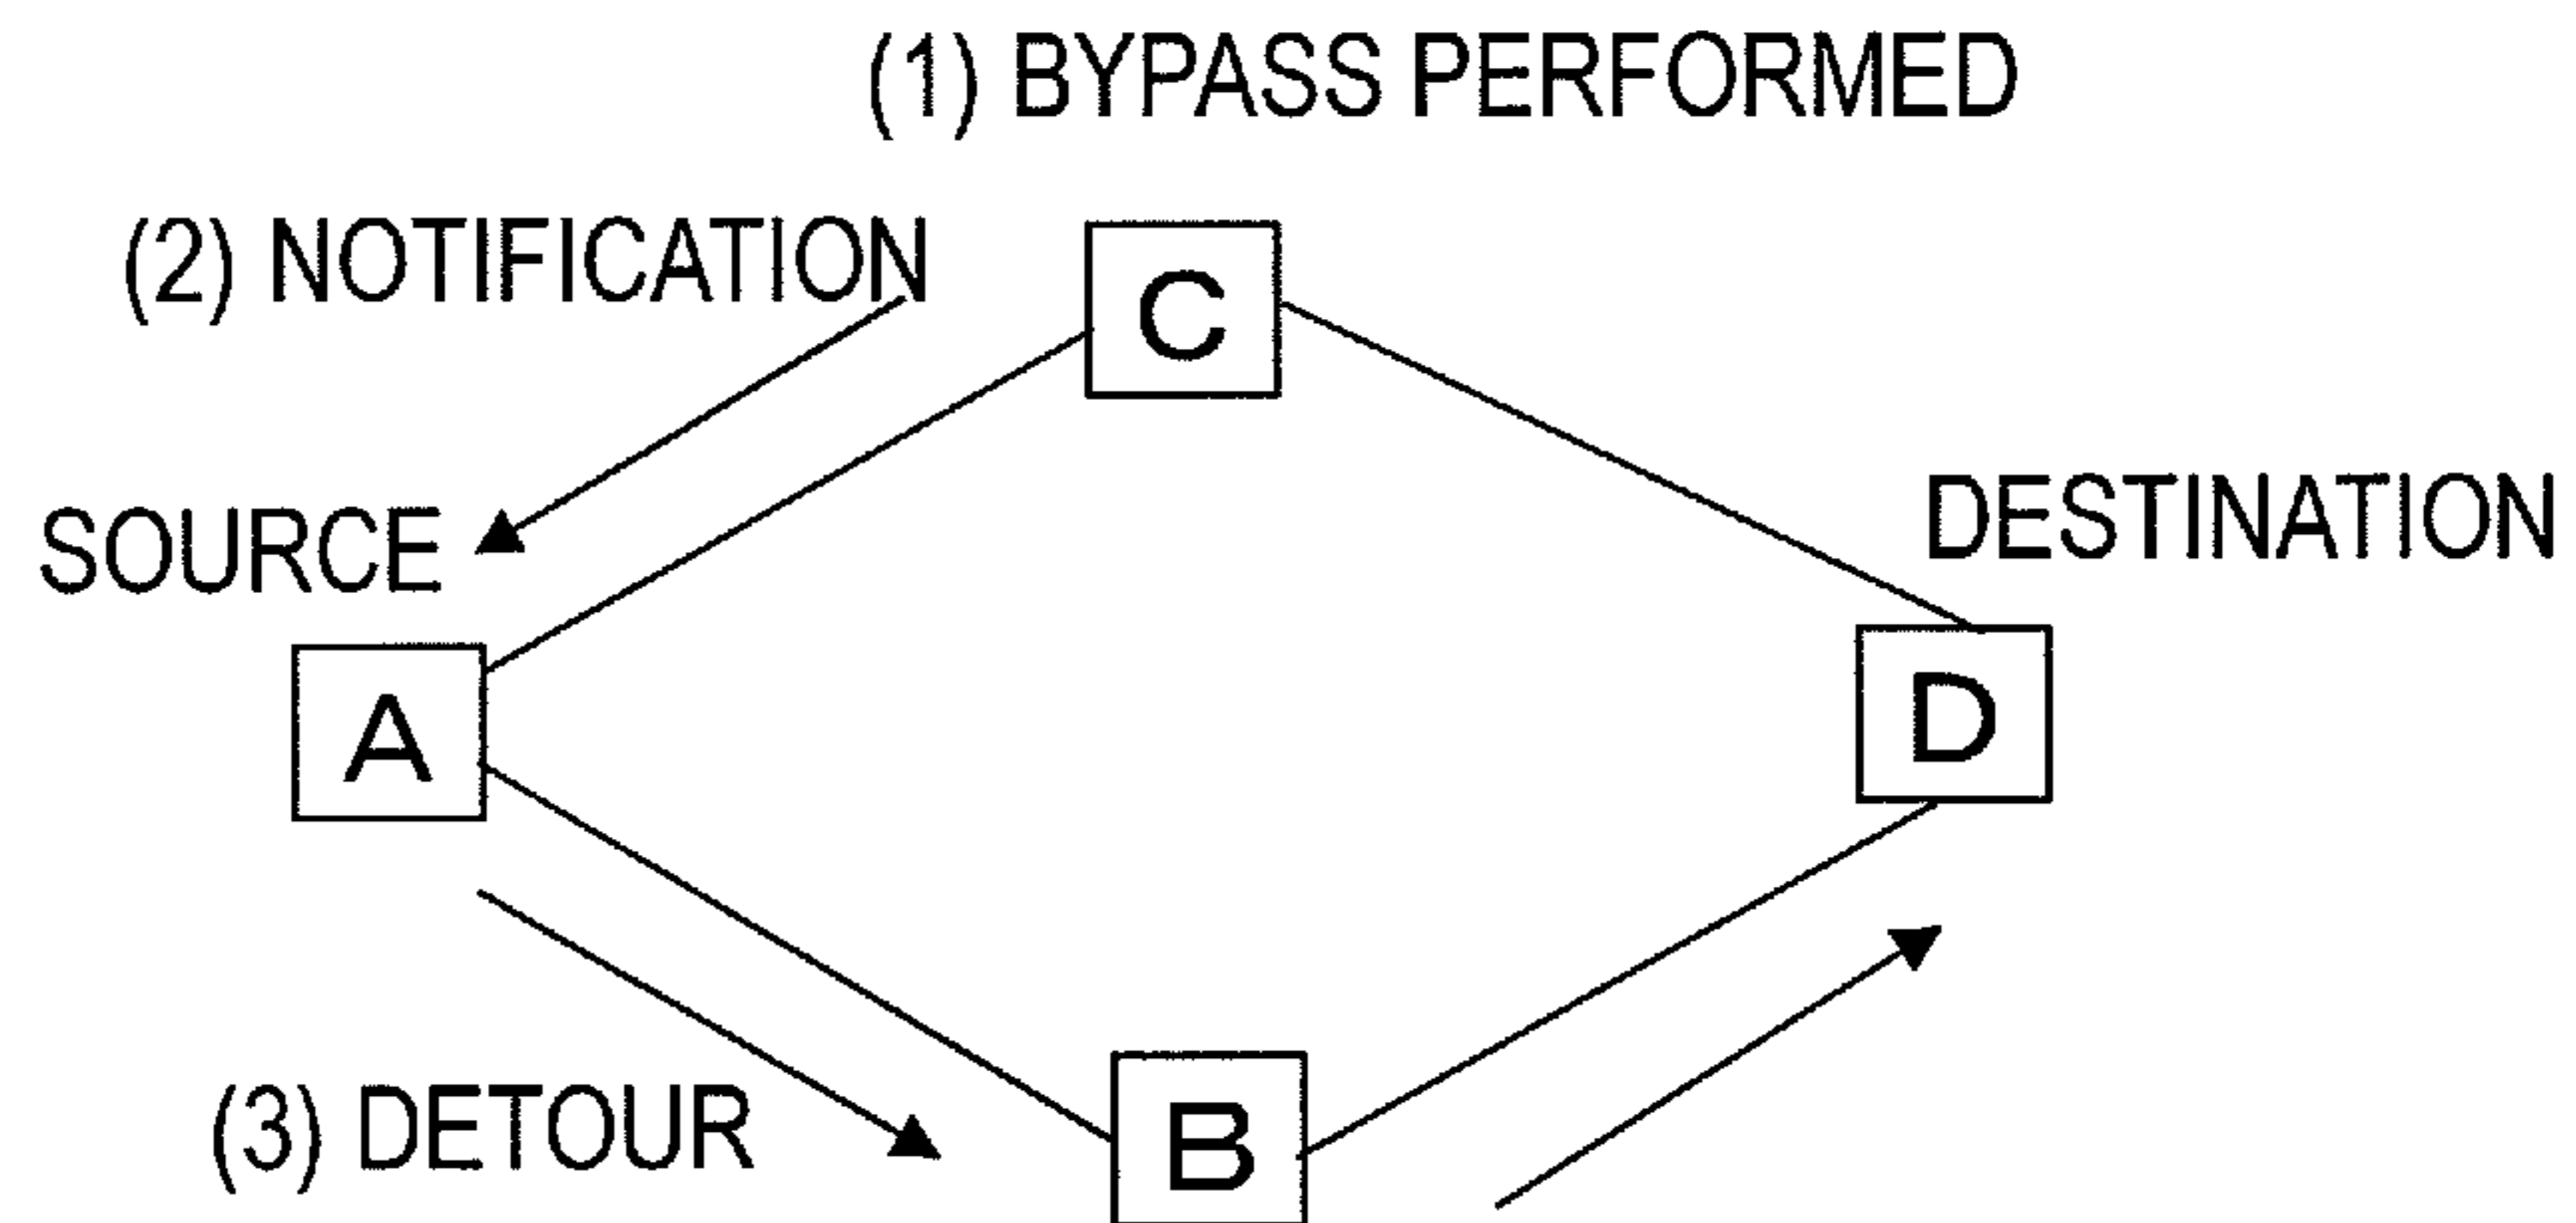 (1) BYPASS PERFORMED
(2) NOTIFICATION
C
SOURCE
DESTINATION
A
D
(3) DETOUR
B